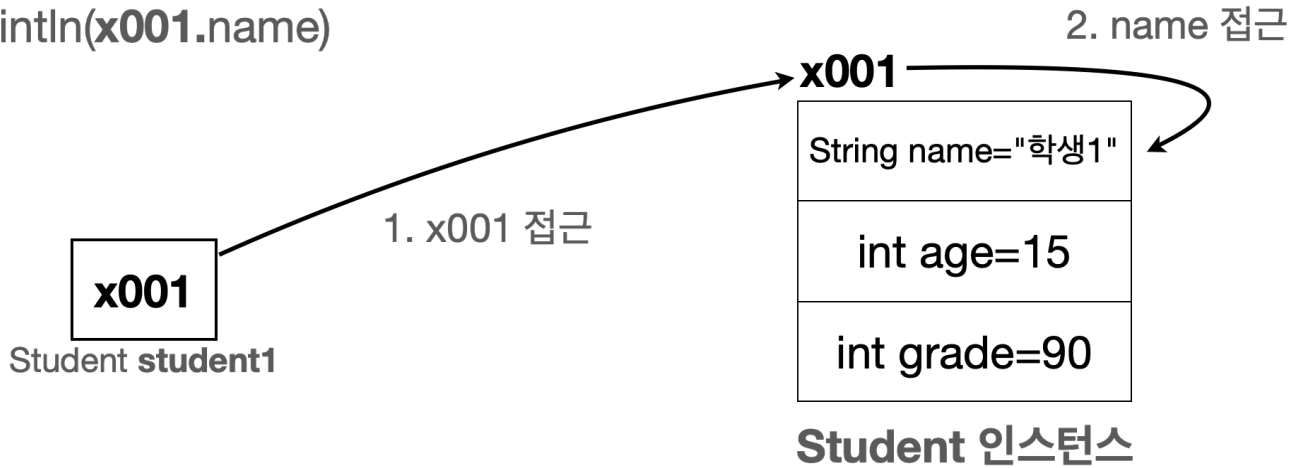 intln(x001.name)
2. name 접근
x001
String name="학생1"
1. x001 접근
int age=15
x001
Student student1
int grade=90
Student 인스턴스